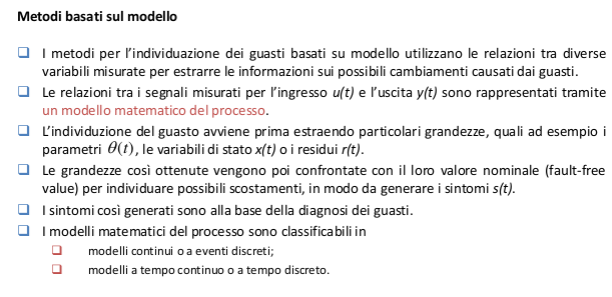 Metodi basati sul modello
❑ I metodi per l'individuazione dei guasti basati su modello utilizzano le relazioni tra diverse
variabili misurate per estrarre le informazioni sui possibili cambiamenti causati dai guasti.
❑ Le relazioni tra i segnali misurati per l'ingresso u(t) e l'uscita y(t) sono rappresentati tramite
un modello matematico del processo.
❑ L'individuzione del guasto avviene prima estraendo particolari grandezze, quali ad esempio i
parametri θ(t), le variabili di stato x(t) o i residui r(t).
❑ Le grandezze così ottenute vengono poi confrontate con il loro valore nominale (fault-free
value) per individuare possibili scostamenti, in modo da generare i sintomi s(t).
❑ I sintomi così generati sono alla base della diagnosi dei guasti.
❑ I modelli matematici del processo sono classificabili in
❑ modelli continui o a eventi discreti;
❑ modelli a tempo continuo o a tempo discreto.